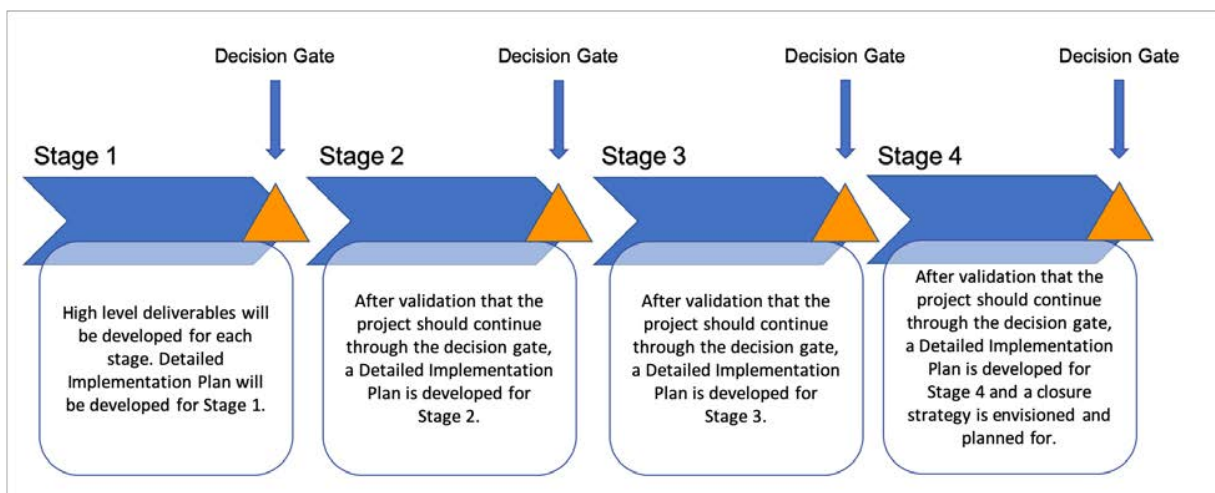 Decision Gate
Decision Gate
Decision Gate
Decision Gate
Stage 1
Stage 2
Stage 3
Stage 4
High level deliverables will
be developed for each
stage. Detailed
Implementation Plan will
be developed for Stage 1.
After validation that the
project should continue
through the decision gate,
a Detailed Implementation
Plan is developed for
Stage 2.
After validation that the
project should continue
through the decision gate,
a Detailed Implementation
Plan is developed for
Stage 3.
After validation that the
project should continue
through the decision gate,
a Detailed Implementation
Plan is developed for
Stage 4 and a closure
strategy is envisioned and
planned for.